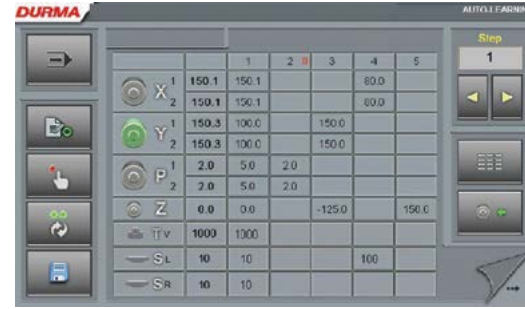 DURMA
AUTO.LEARNIN
Step
1
1 2 3 4 5
X 1 150.1 150.1 80.0
2 150.1 150.1 80.0
Y 1 150.3 100.0 150.0
2 150.3 100.0 150.0
P 1 2.0 5.0 2.0
2 2.0 5.0 2.0
Z 0.0 0.0 -125.0 150.0
V 1000 1000
SL 10 10 100
SR 10 10